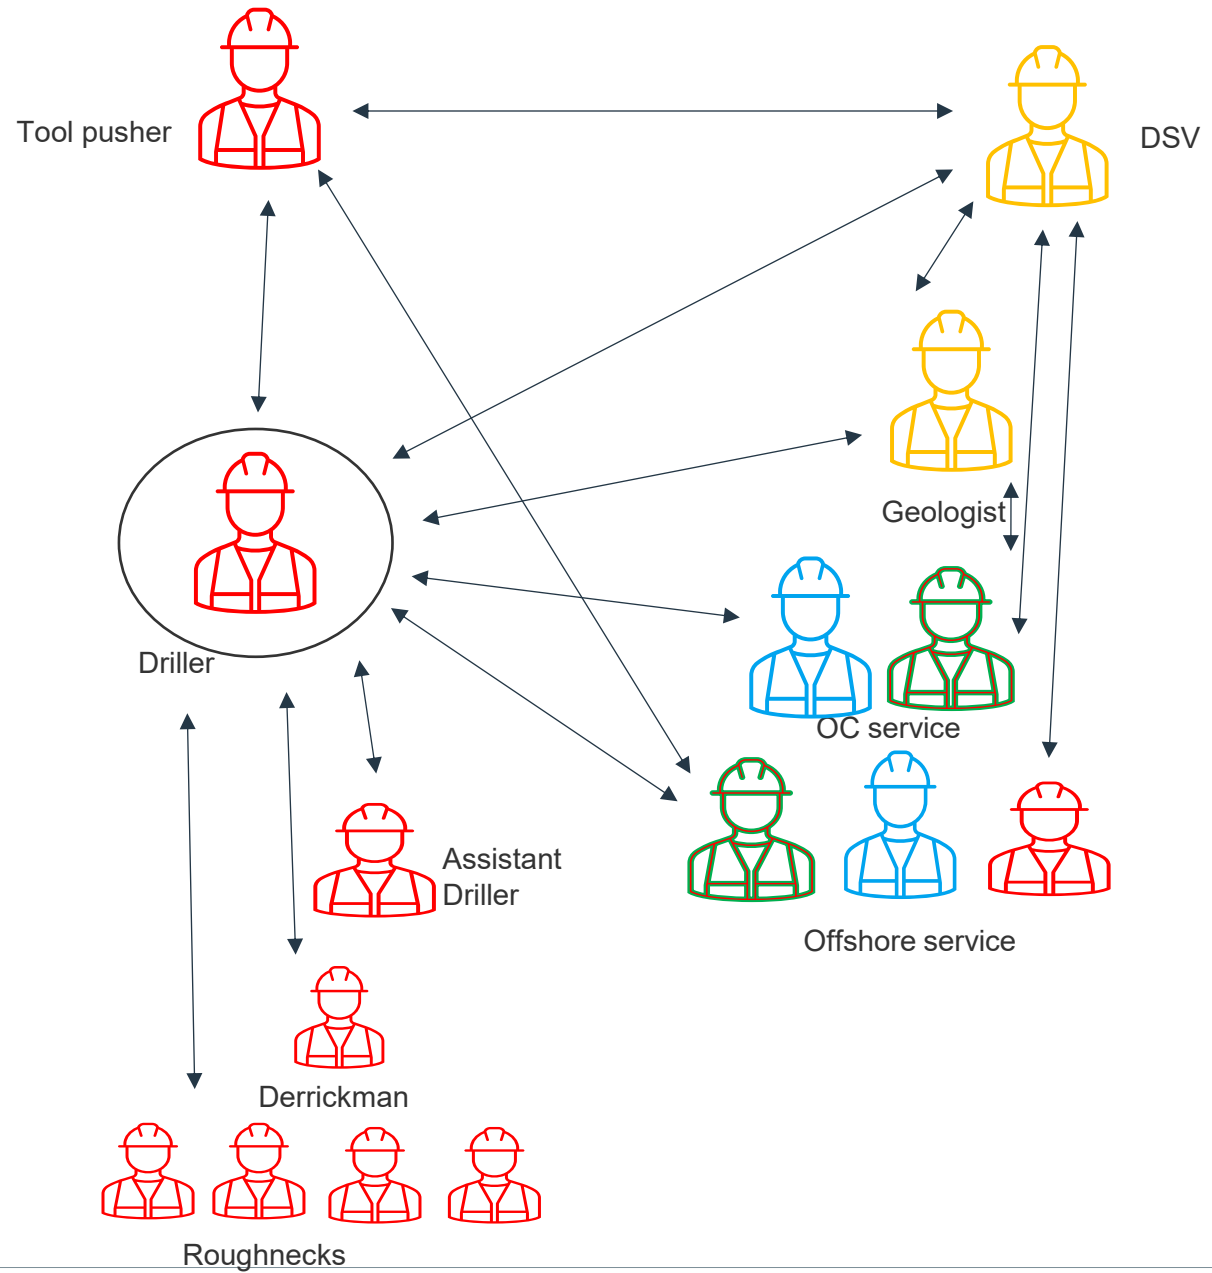 Tool pusher
DSV
Geologist
Driller
OC service
Assistant
Driller
Offshore service
Derrickman
Roughnecks